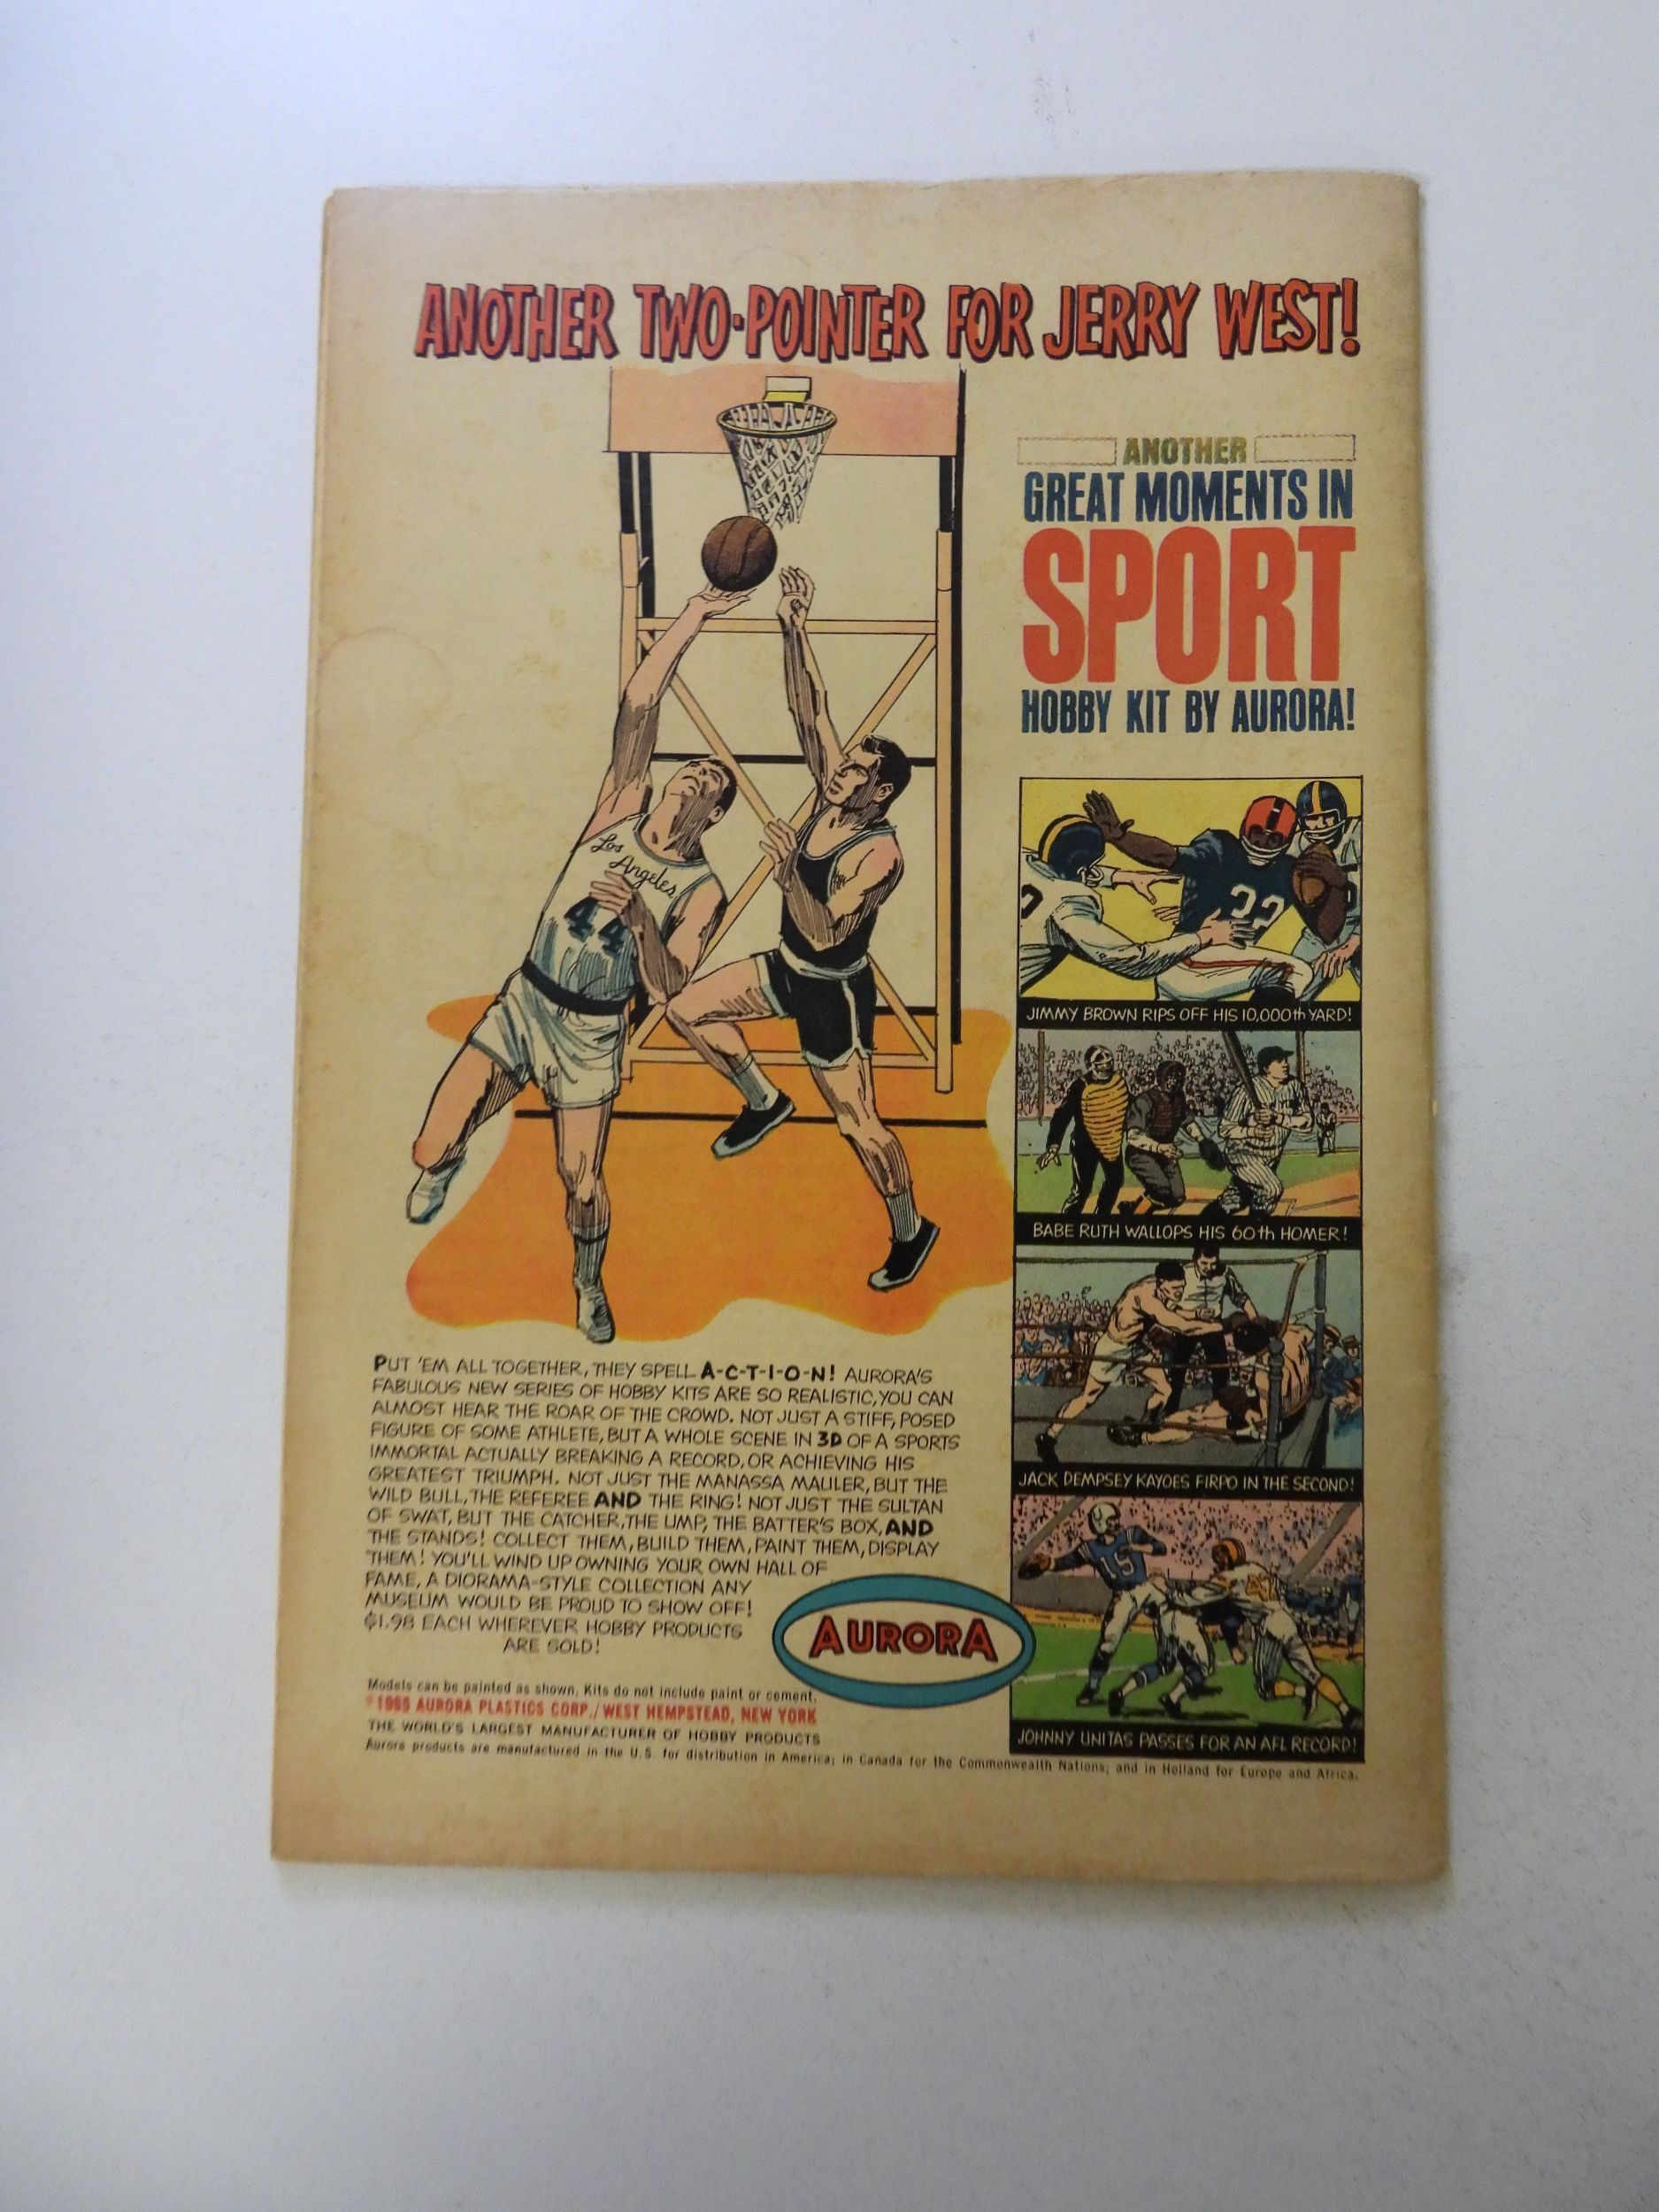 ANOTHER TWO-POINTER FOR JERRY WEST!
ANOTHER
GREAT MOMENTS IN
SPORT
HOBBY KIT BY AURORA!
Los
Angeles
44
32
JIMMY BROWN RIPS OFF HIS 10,000th YARD!
BABE RUTH WALLOPS HIS 60th HOMER!
JACK DEMPSEY KAYOES FIRPO IN THE SECOND!
19
JOHNNY UNITAS PASSES FOR AN AFL RECORD!
PUT 'EM ALL TOGETHER, THEY SPELL A-C-T-I-O-N! AURORA'S
FABULOUS NEW SERIES OF HOBBY KITS ARE SO REALISTIC, YOU CAN
ALMOST HEAR THE ROAR OF THE CROWD. NOT JUST A STIFF, POSED
FIGURE OF SOME ATHLETE, BUT A WHOLE SCENE IN 3D OF A SPORTS
IMMORTAL ACTUALLY BREAKING A RECORD, OR ACHIEVING HIS
GREATEST TRIUMPH. NOT JUST THE MANASSA MAULER, BUT THE
WILD BULL, THE REFEREE AND THE RING! NOT JUST THE SULTAN
OF SWAT, BUT THE CATCHER, THE UMP, THE BATTER'S BOX, AND
THE STANDS! COLLECT THEM, BUILD THEM, PAINT THEM, DISPLAY
THEM! YOU'LL WIND UP OWNING YOUR OWN HALL OF
FAME, A DIORAMA-STYLE COLLECTION ANY
MUSEUM WOULD BE PROUD TO SHOW OFF!
$1.98 EACH WHEREVER HOBBY PRODUCTS
ARE SOLD!
AURORA
Models can be painted as shown. Kits do not include paint or cement.
©1965 AURORA PLASTICS CORP./WEST HEMPSTEAD, NEW YORK
THE WORLD'S LARGEST MANUFACTURER OF HOBBY PRODUCTS
Aurora products are manufactured in the U.S. for distribution in America; in Canada for the Commonwealth Nations; and in Holland for Europe and Africa.